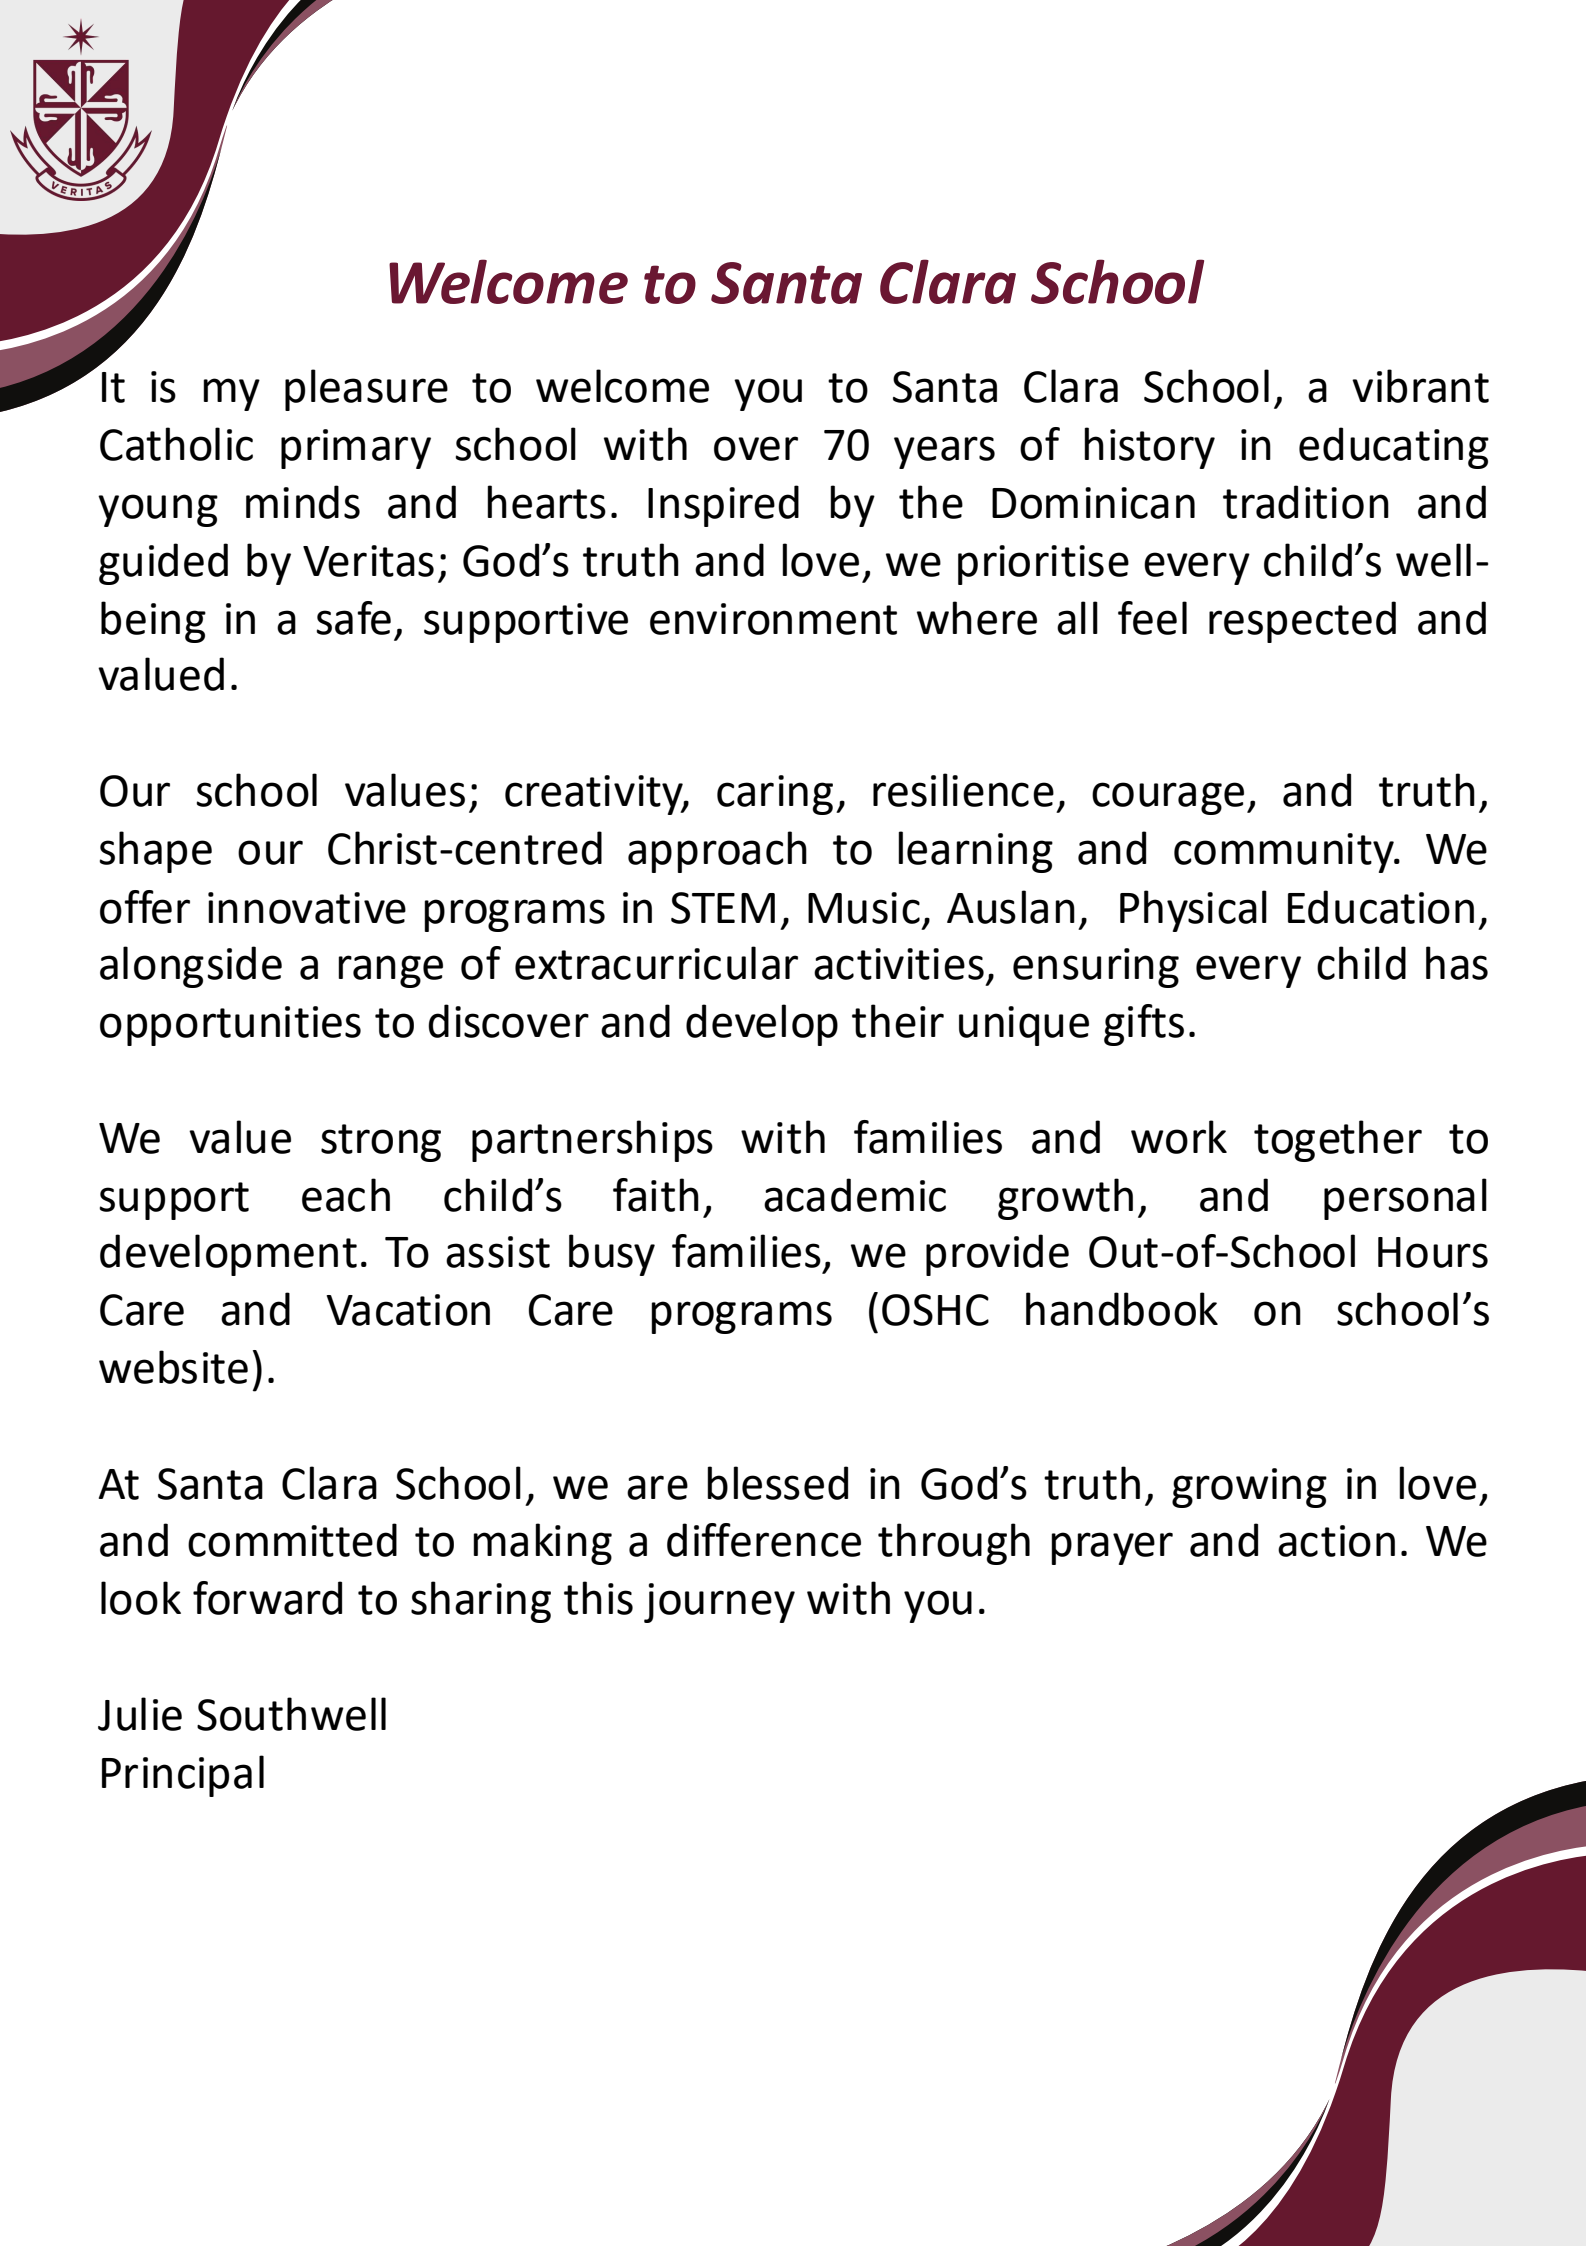 VERITAS
Welcome to Santa Clara School
It is my pleasure to welcome you to Santa Clara School, a vibrant
Catholic primary school with over 70 years of history in educating
young minds and hearts. Inspired by the Dominican tradition and
guided by Veritas; God’s truth and love, we prioritise every child’s well-
being in a safe, supportive environment where all feel respected and
valued.
Our school values; creativity, caring, resilience, courage, and truth,
shape our Christ-centred approach to learning and community. We
offer innovative programs in STEM, Music, Auslan,  Physical Education,
alongside a range of extracurricular activities, ensuring every child has
opportunities to discover and develop their unique gifts.
We value strong partnerships with families and work together to
support each child’s faith, academic growth, and personal
development. To assist busy families, we provide Out-of-School Hours
Care and Vacation Care programs (OSHC handbook on school’s
website).
At Santa Clara School, we are blessed in God’s truth, growing in love,
and committed to making a difference through prayer and action. We
look forward to sharing this journey with you.
Julie Southwell
Principal